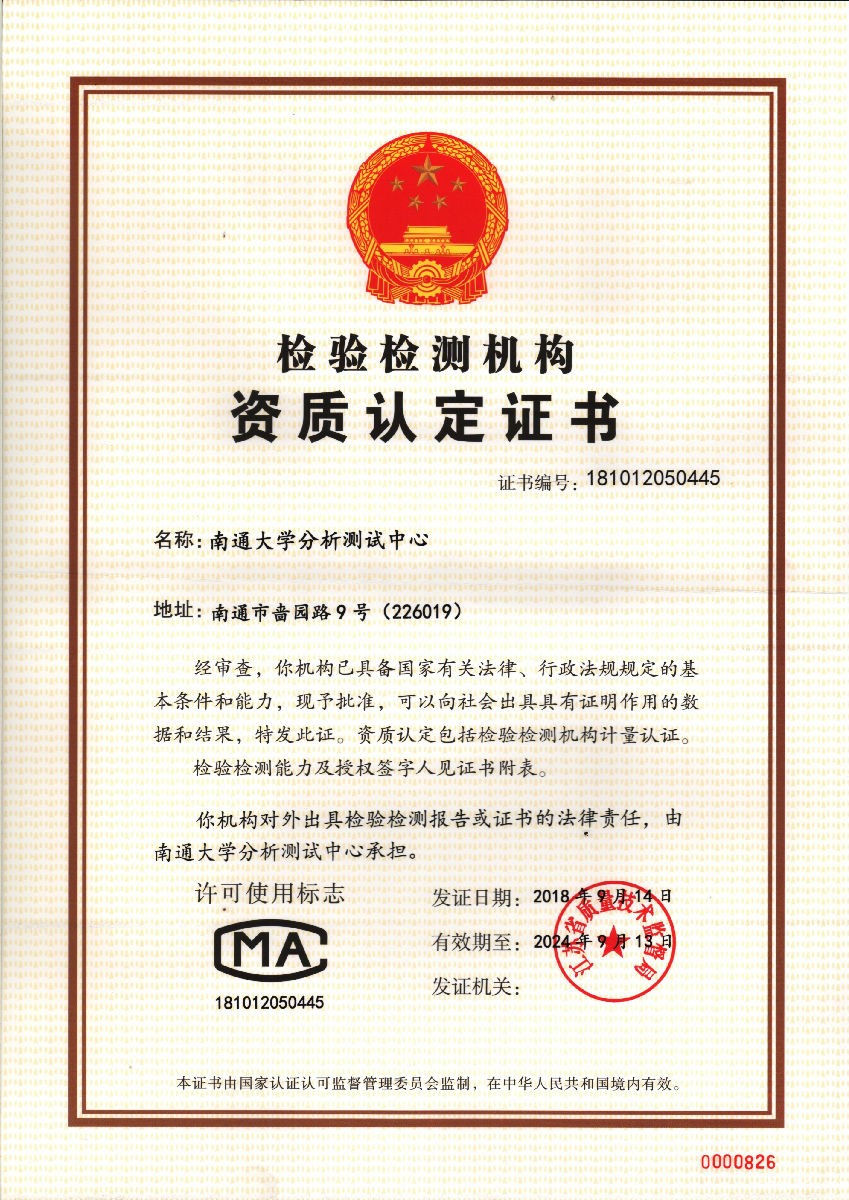 检验检测机构
资质认定证书
证书编号：181012050445
名称：南通大学分析测试中心
地址：南通市啬园路9号（226019）
经审查，你机构已具备国家有关法律、行政法规规定的基
本条件和能力，现予批准，可以向社会出具具有证明作用的数
据和结果，特发此证。资质认定包括检验检测机构计量认证。
检验检测能力及授权签字人见证书附表。
你机构对外出具检验检测报告或证书的法律责任，由
南通大学分析测试中心承担。
许可使用标志
MA
181012050445
发证日期：2018年9月14日
有效期至：2024年9月13日
发证机关：
江苏省质量技术监督局
本证书由国家认证认可监督管理委员会监制，在中华人民共和国境内有效。
0000826